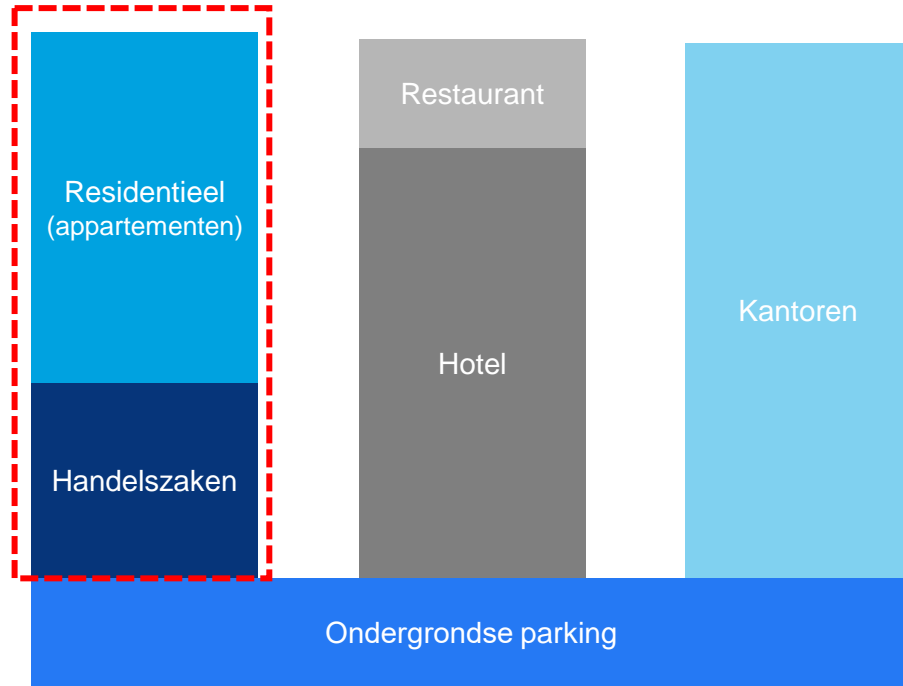 Residentieel
(appartementen)
Handelszaken
Restaurant
Hotel
Kantoren
Ondergrondse parking